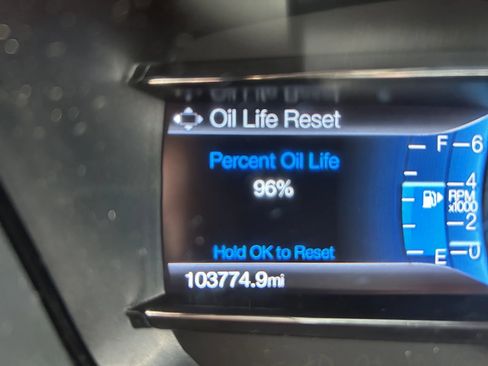 Oil Life Reset
Percent Oil Life
96%
Hold OK to Reset
103774.9mi
F
E
6
4
RPM
x1000
2
0